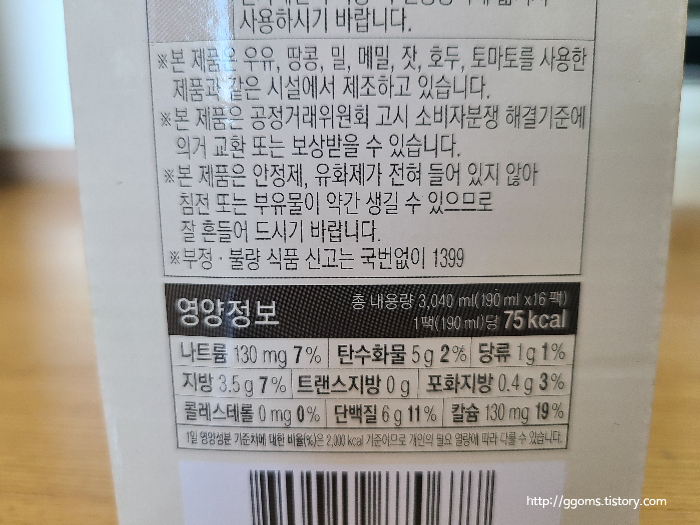 사용하시기 바랍니다.
※본 제품은 우유, 땅콩, 밀, 메밀, 잣, 호두, 토마토를 사용한
제품과 같은 시설에서 제조하고 있습니다.
※본 제품은 공정거래위원회 고시 소비자분쟁 해결기준에
의거 교환 또는 보상받을 수 있습니다.
※본 제품은 안정제, 유화제가 전혀 들어 있지 않아
침전 또는 부유물이 약간 생길 수 있으므로
잘 흔들어 드시기 바랍니다.
※부정·불량 식품 신고는 국번없이 1399
영양정보
총 내용량 3,040 ml(190 ml x16 팩)
1팩(190 ml)당 75 kcal
나트륨 130 mg 7% 탄수화물 5 g 2% 당류 1 g 1%
지방 3.5 g 7% 트랜스지방 0 g 포화지방 0.4 g 3%
콜레스테롤 0 mg 0% 단백질 6 g 11% 칼슘 130 mg 19%
1일 영양성분 기준치에 대한 비율(%)은 2,000 kcal 기준이므로 개인의 필요 열량에 따라 다를 수 있습니다.
http://ggoms.tistory.com